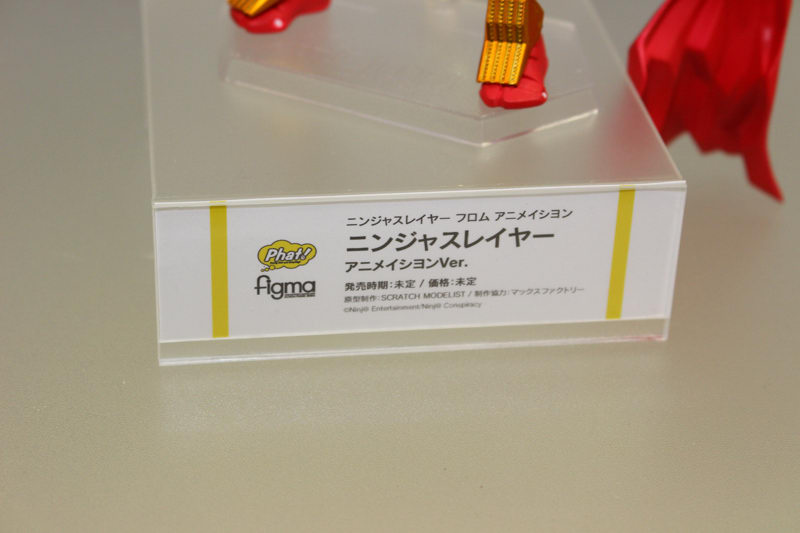 ニンジャスレイヤー フロム アニメイシヨン
Phat!
ニンジャスレイヤー
アニメイシヨンVer.
figma
発売時期:未定 / 価格:未定
原型制作:SCRATCH MODELIST / 制作協力:マックスファクトリー
©Ninj@ Entertainment/Ninj@ Conspiracy